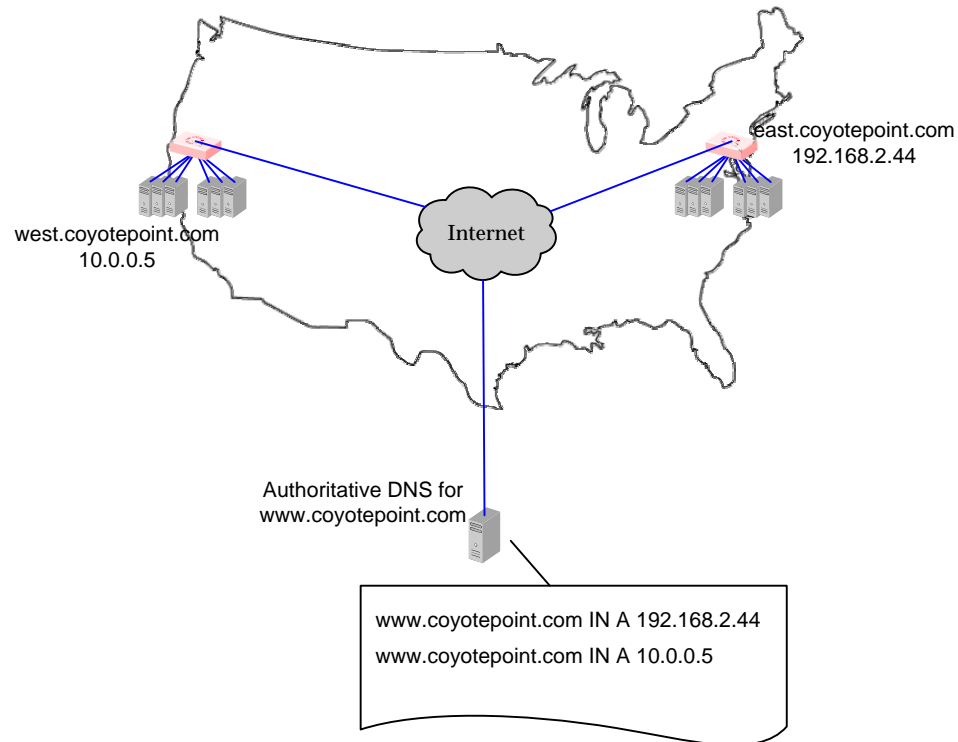 east.coyotepoint.com
192.168.2.44
west.coyotepoint.com
10.0.0.5
Internet
Authoritative DNS for
www.coyotepoint.com
www.coyotepoint.com IN A 192.168.2.44
www.coyotepoint.com IN A 10.0.0.5